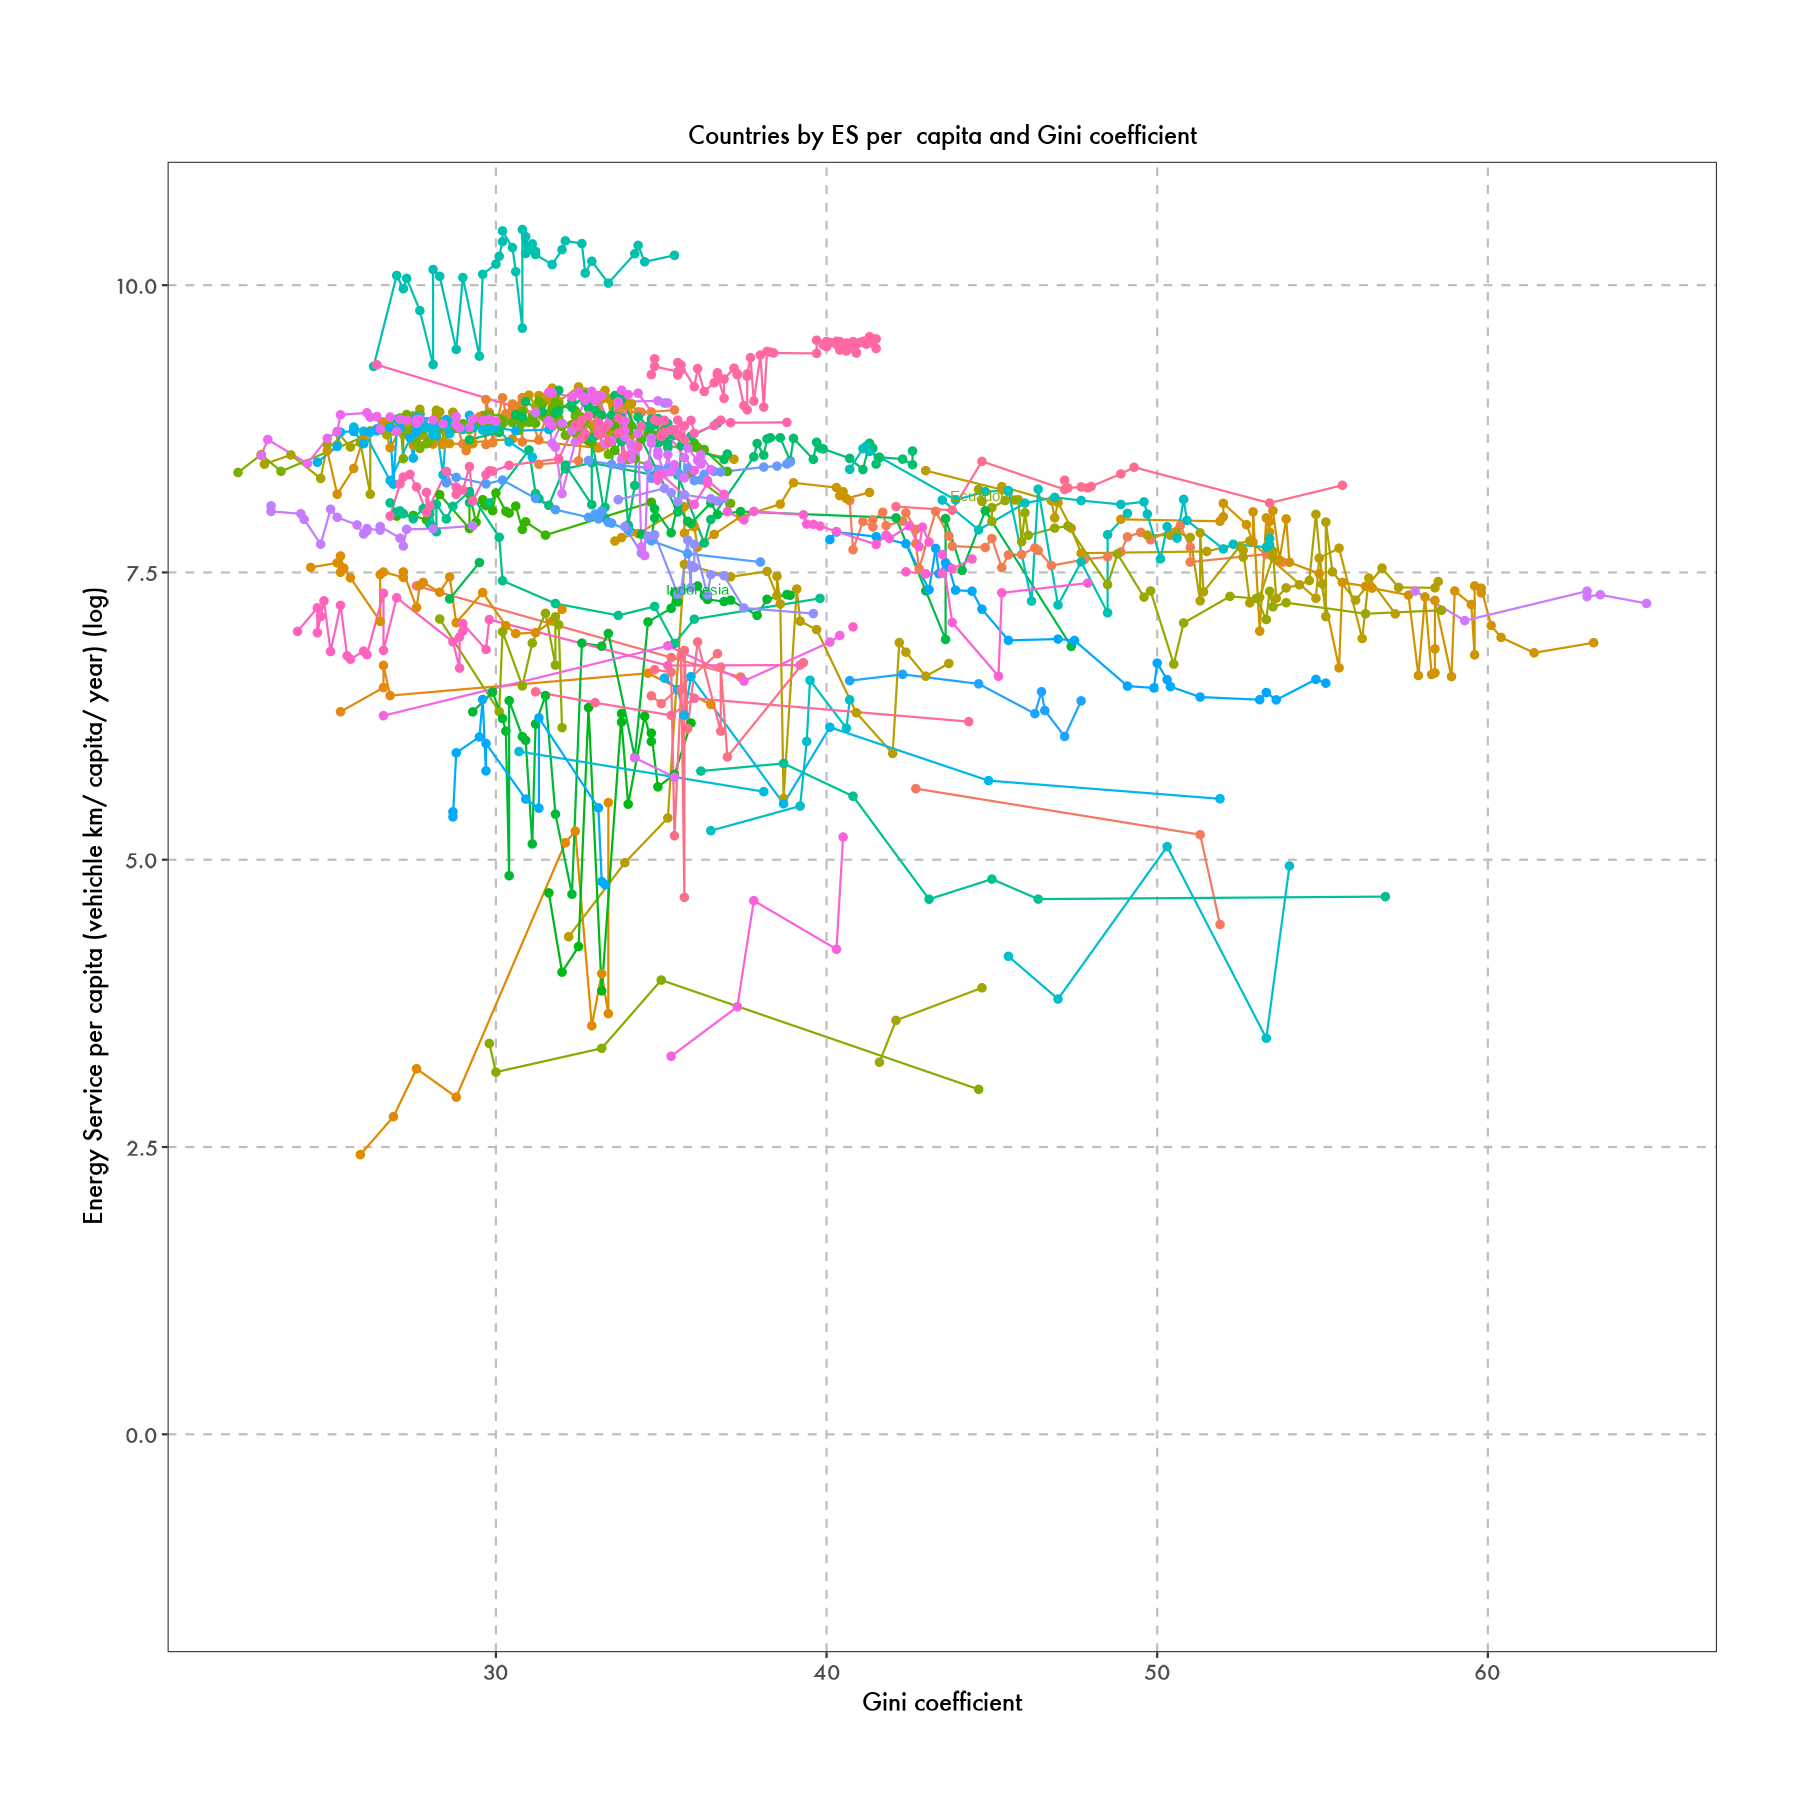 Countries by ES per  capita and Gini coefficient
Energy Service per capita (vehichle km/ capita/ year) (log)
10.0
7.5
5.0
2.5
0.0
Ecuador
Indonesia
30
40
50
60
Gini coefficient